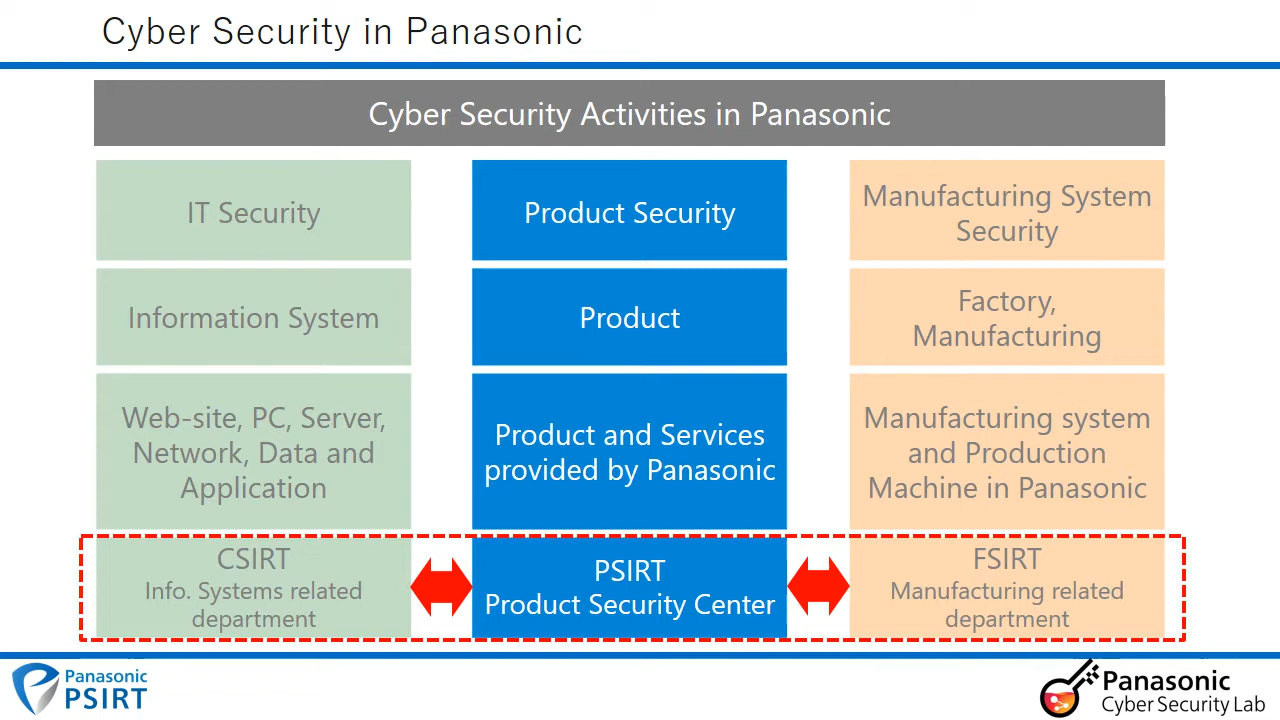 Cyber Security in Panasonic
Cyber Security Activities in Panasonic
IT Security
Product Security
Manufacturing System
Security
Information System
Product
Factory,
Manufacturing
Web-site, PC, Server,
Network, Data and
Application
Product and Services
provided by Panasonic
Manufacturing system
and Production
Machine in Panasonic
CSIRT
Info. Systems related
department
PSIRT
Product Security Center
FSIRT
Manufacturing related
department
Panasonic
PSIRT
Panasonic
Cyber Security Lab